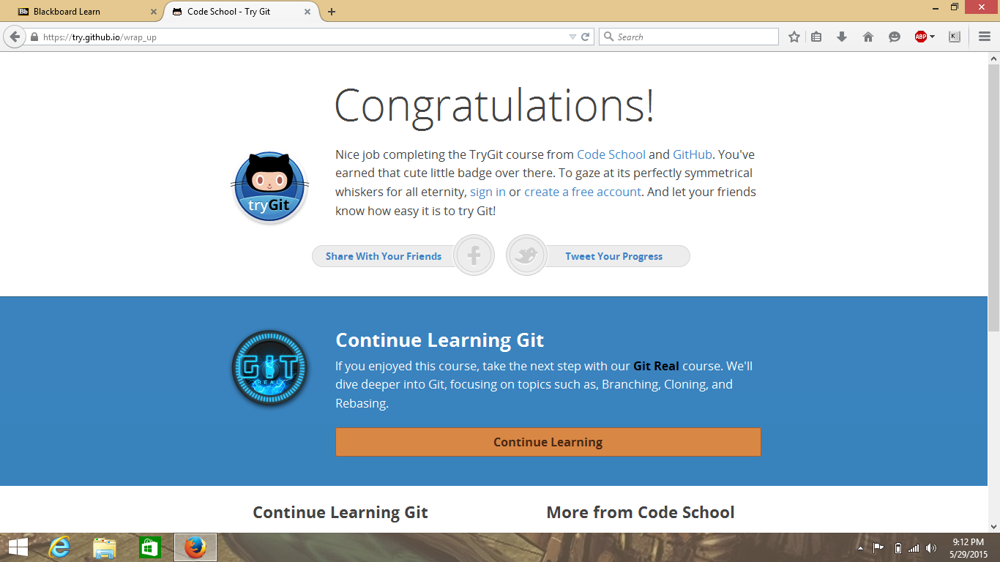 Blackboard Learn
Code School - Try Git
https://try.github.io/wrap_up
Search
ABP
K
Congratulations!
Nice job completing the TryGit course from Code School and GitHub. You've
earned that cute little badge over there. To gaze at its perfectly symmetrical
whiskers for all eternity, sign in or create a free account. And let your friends
know how easy it is to try Git!
tryGit
Share With Your Friends
Tweet Your Progress
GIT
REAL
Continue Learning Git
If you enjoyed this course, take the next step with our Git Real course. We'll
dive deeper into Git, focusing on topics such as, Branching, Cloning, and
Rebasing.
Continue Learning
Continue Learning Git
More from Code School
9:12 PM
5/29/2015